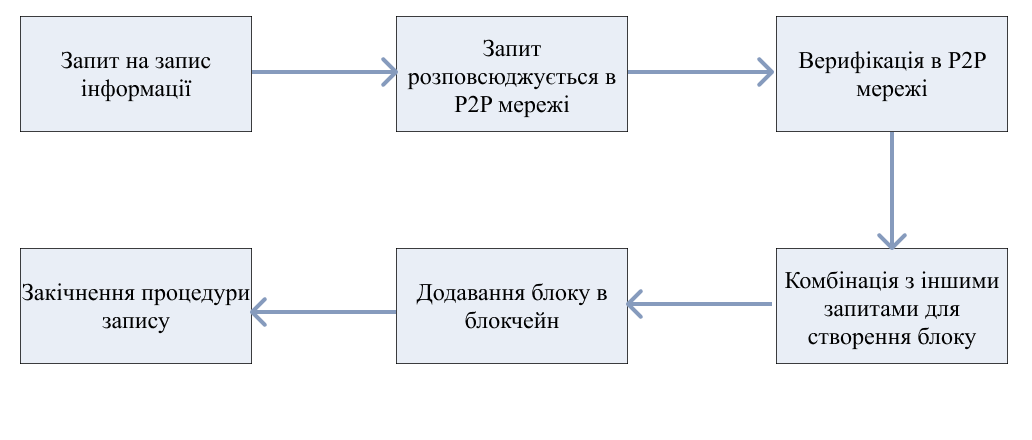 Запит на запис
інформації
Запит
розповсюджується в
P2P мережі
Верифікація в P2P
мережі
Комбінація з іншими
запитами для
створення блоку
Додавання блоку в
блокчейн
Закічнення процедури
запису